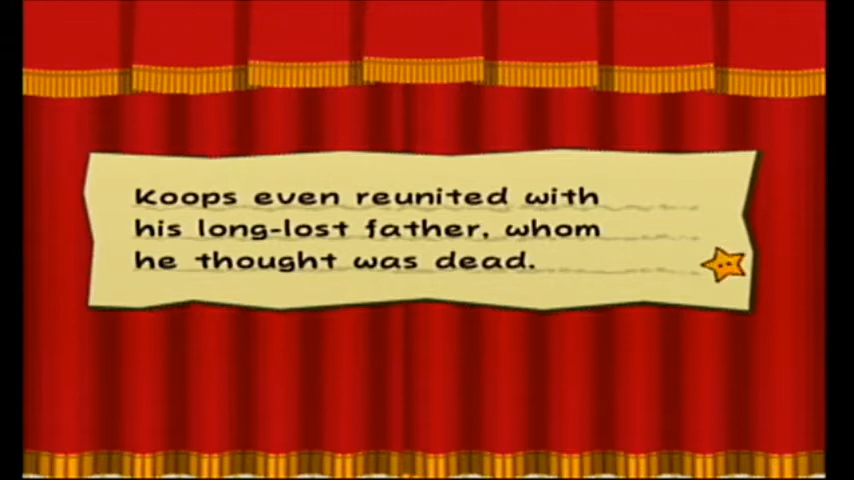 Koops even reunited with
his long-lost father, whom
he thought was dead.